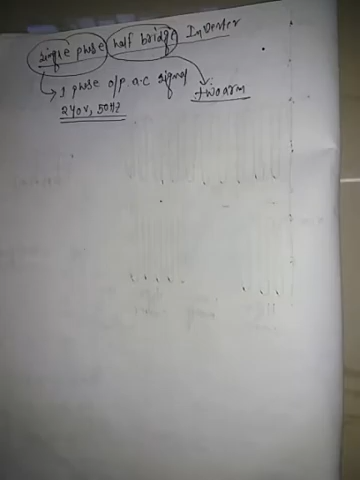 single phase half bridge Inverter
→ 1 phase o/p a.c signal
→ two arm
240v, 50Hz